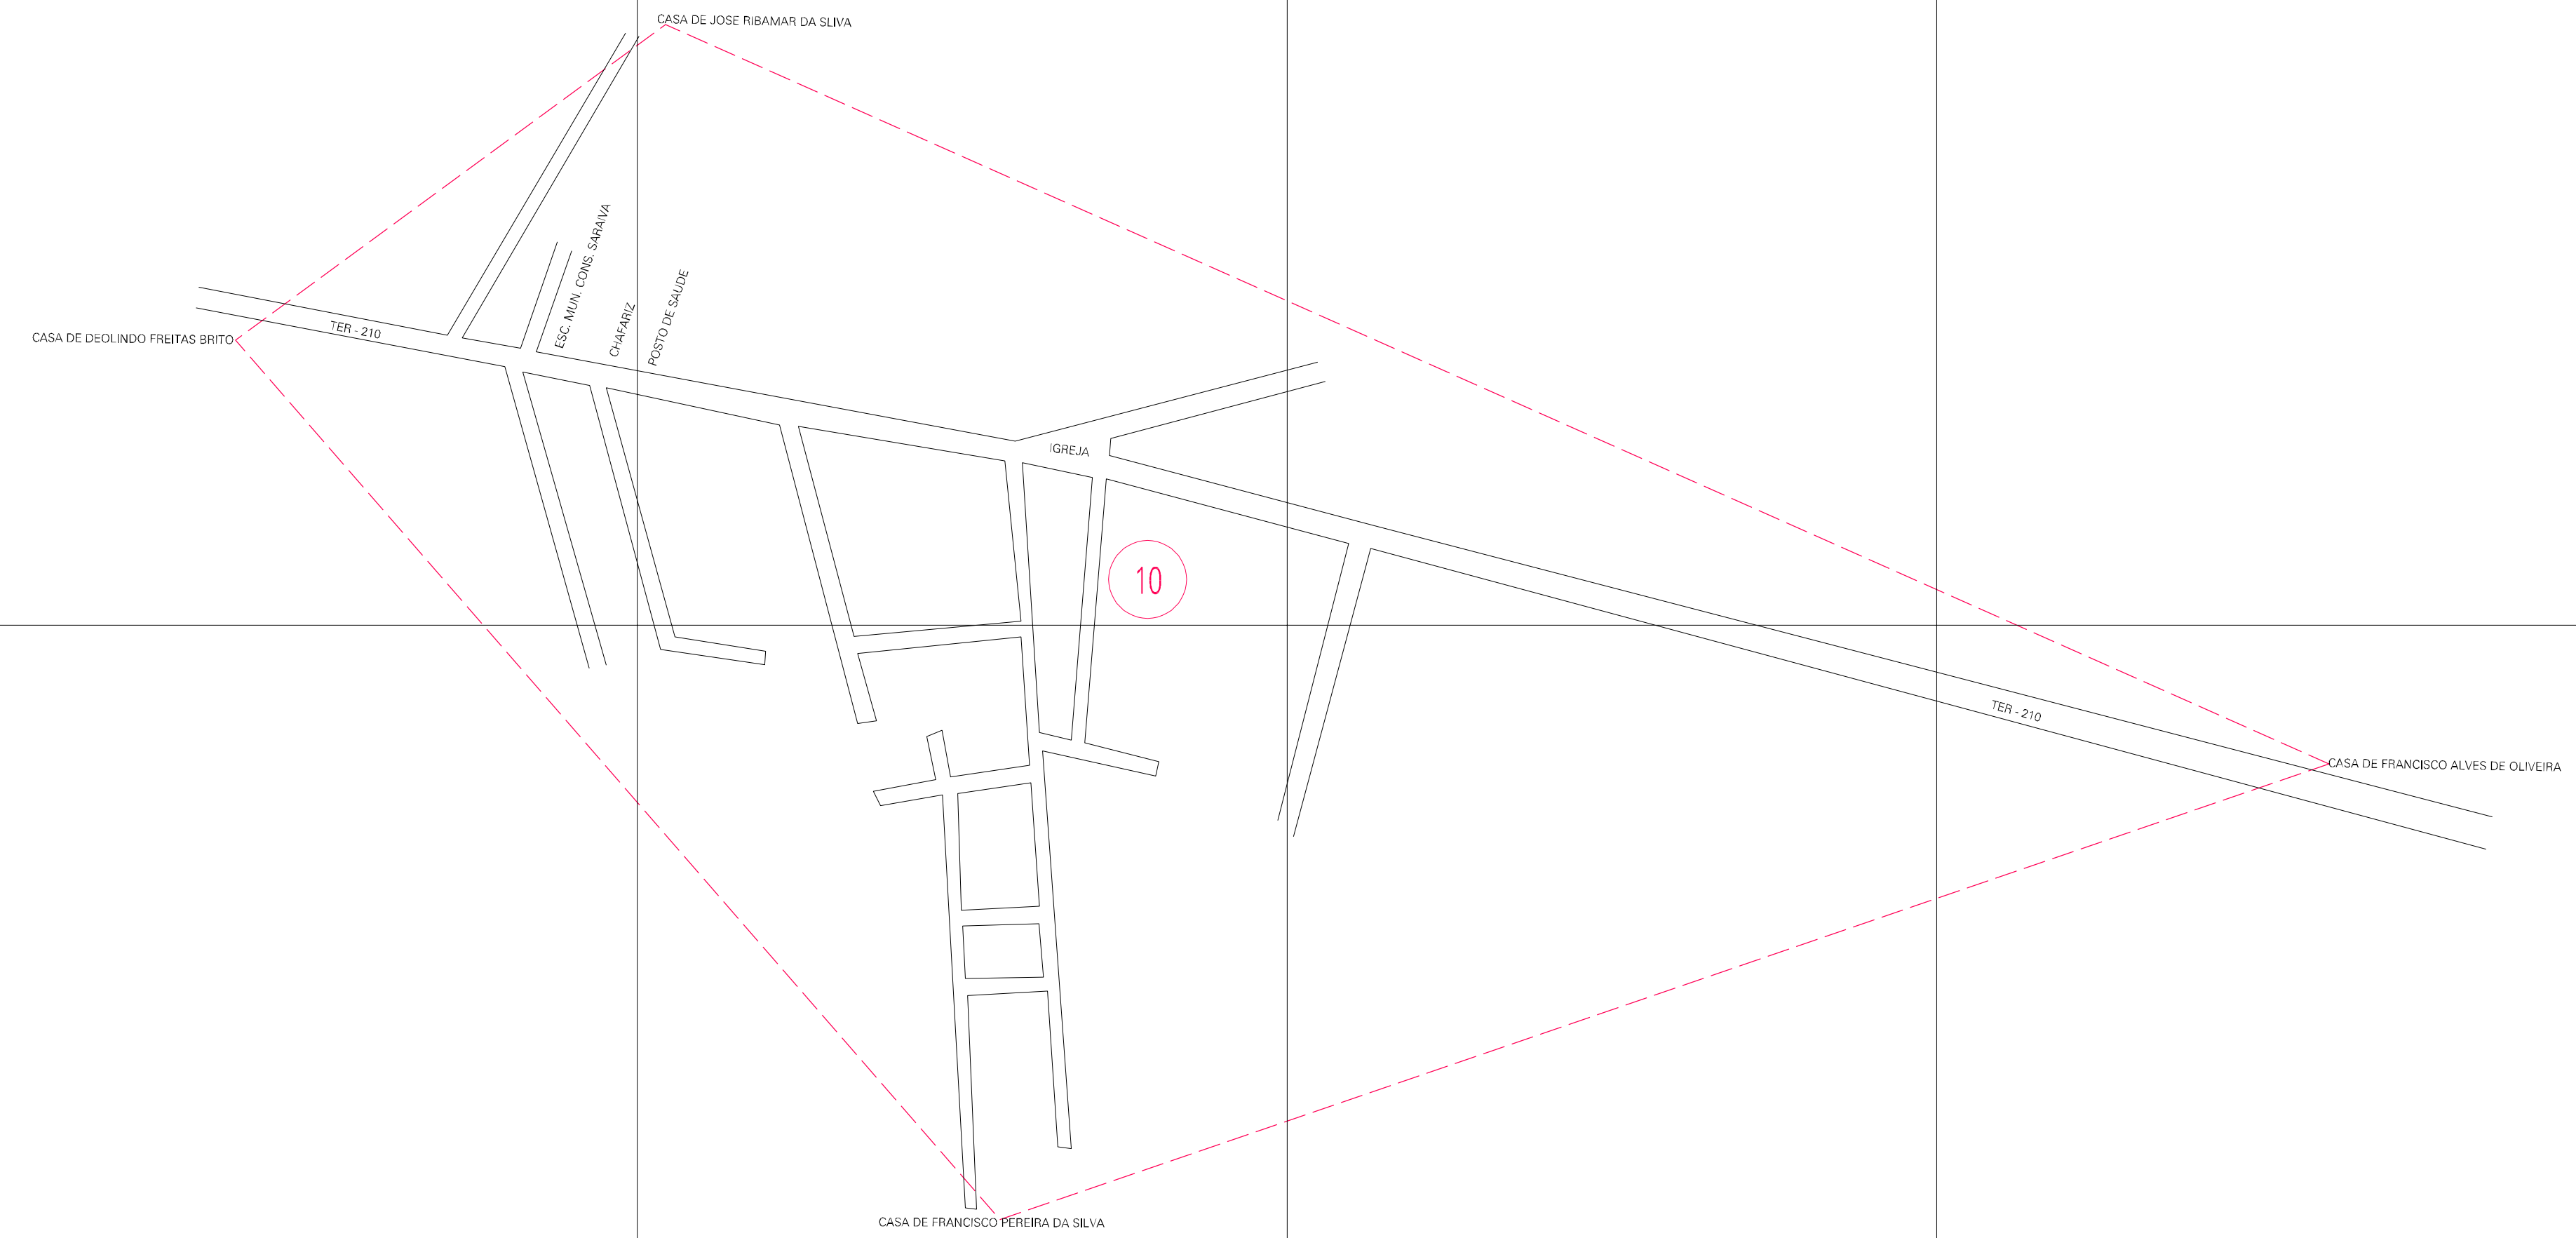 CASA DE JOSE RIBAMAR DA SLIVA
ESC. MUN. CONS. SARAIVA
CHAFARIZ
POSTO DE SAUDE
TER - 210
CASA DE DEOLINDO FREITAS BRITO
IGREJA
10
TER - 210
CASA DE FRANCISCO ALVES DE OLIVEIRA
CASA DE FRANCISCO PEREIRA DA SILVA